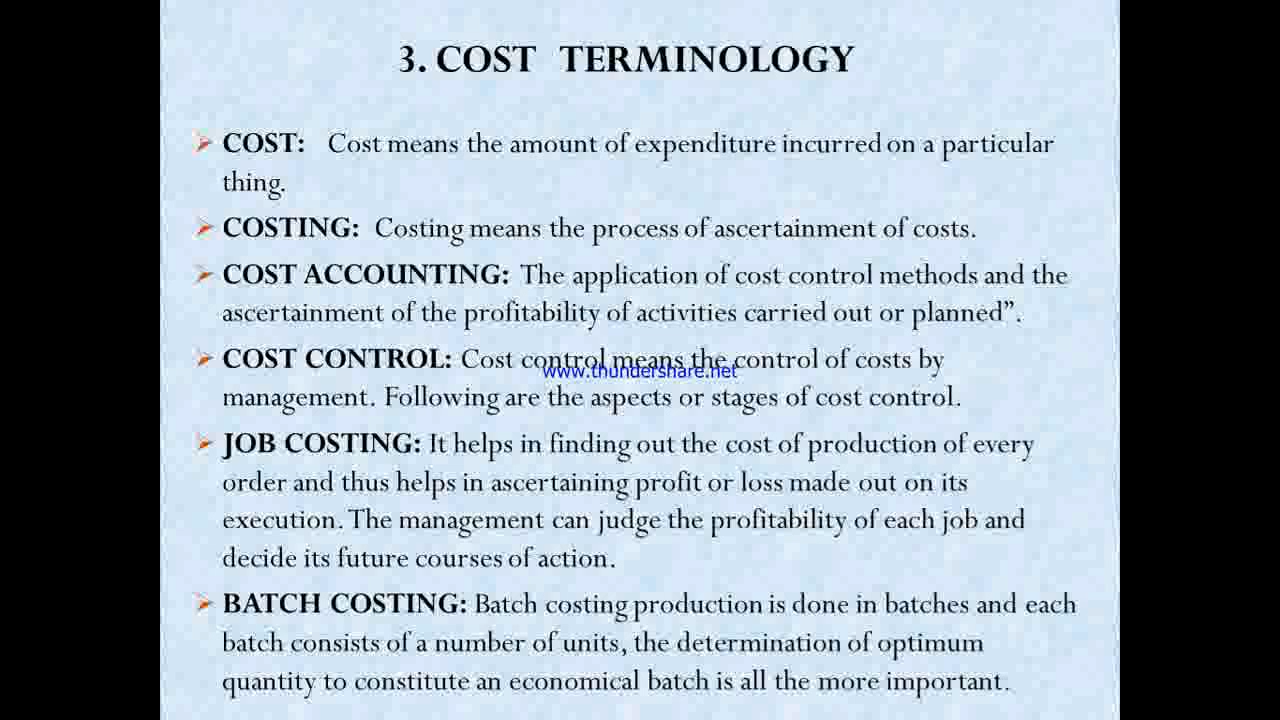 3. COST TERMINOLOGY
COST: Cost means the amount of expenditure incurred on a particular
thing.
COSTING: Costing means the process of ascertainment of costs.
COST ACCOUNTING: The application of cost control methods and the
ascertainment of the profitability of activities carried out or planned”.
COST CONTROL: Cost control means the control of costs by
www.thundershare.net
management. Following are the aspects or stages of cost control.
JOB COSTING: It helps in finding out the cost of production of every
order and thus helps in ascertaining profit or loss made out on its
execution. The management can judge the profitability of each job and
decide its future courses of action.
BATCH COSTING: Batch costing production is done in batches and each
batch consists of a number of units, the determination of optimum
quantity to constitute an economical batch is all the more important.